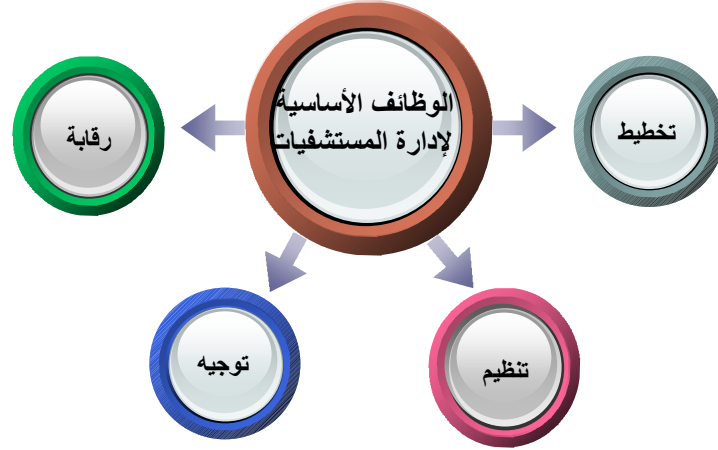 الوظائف الأساسية
لإدارة المستشفيات
تخطيط
تنظيم
توجيه
رقابة